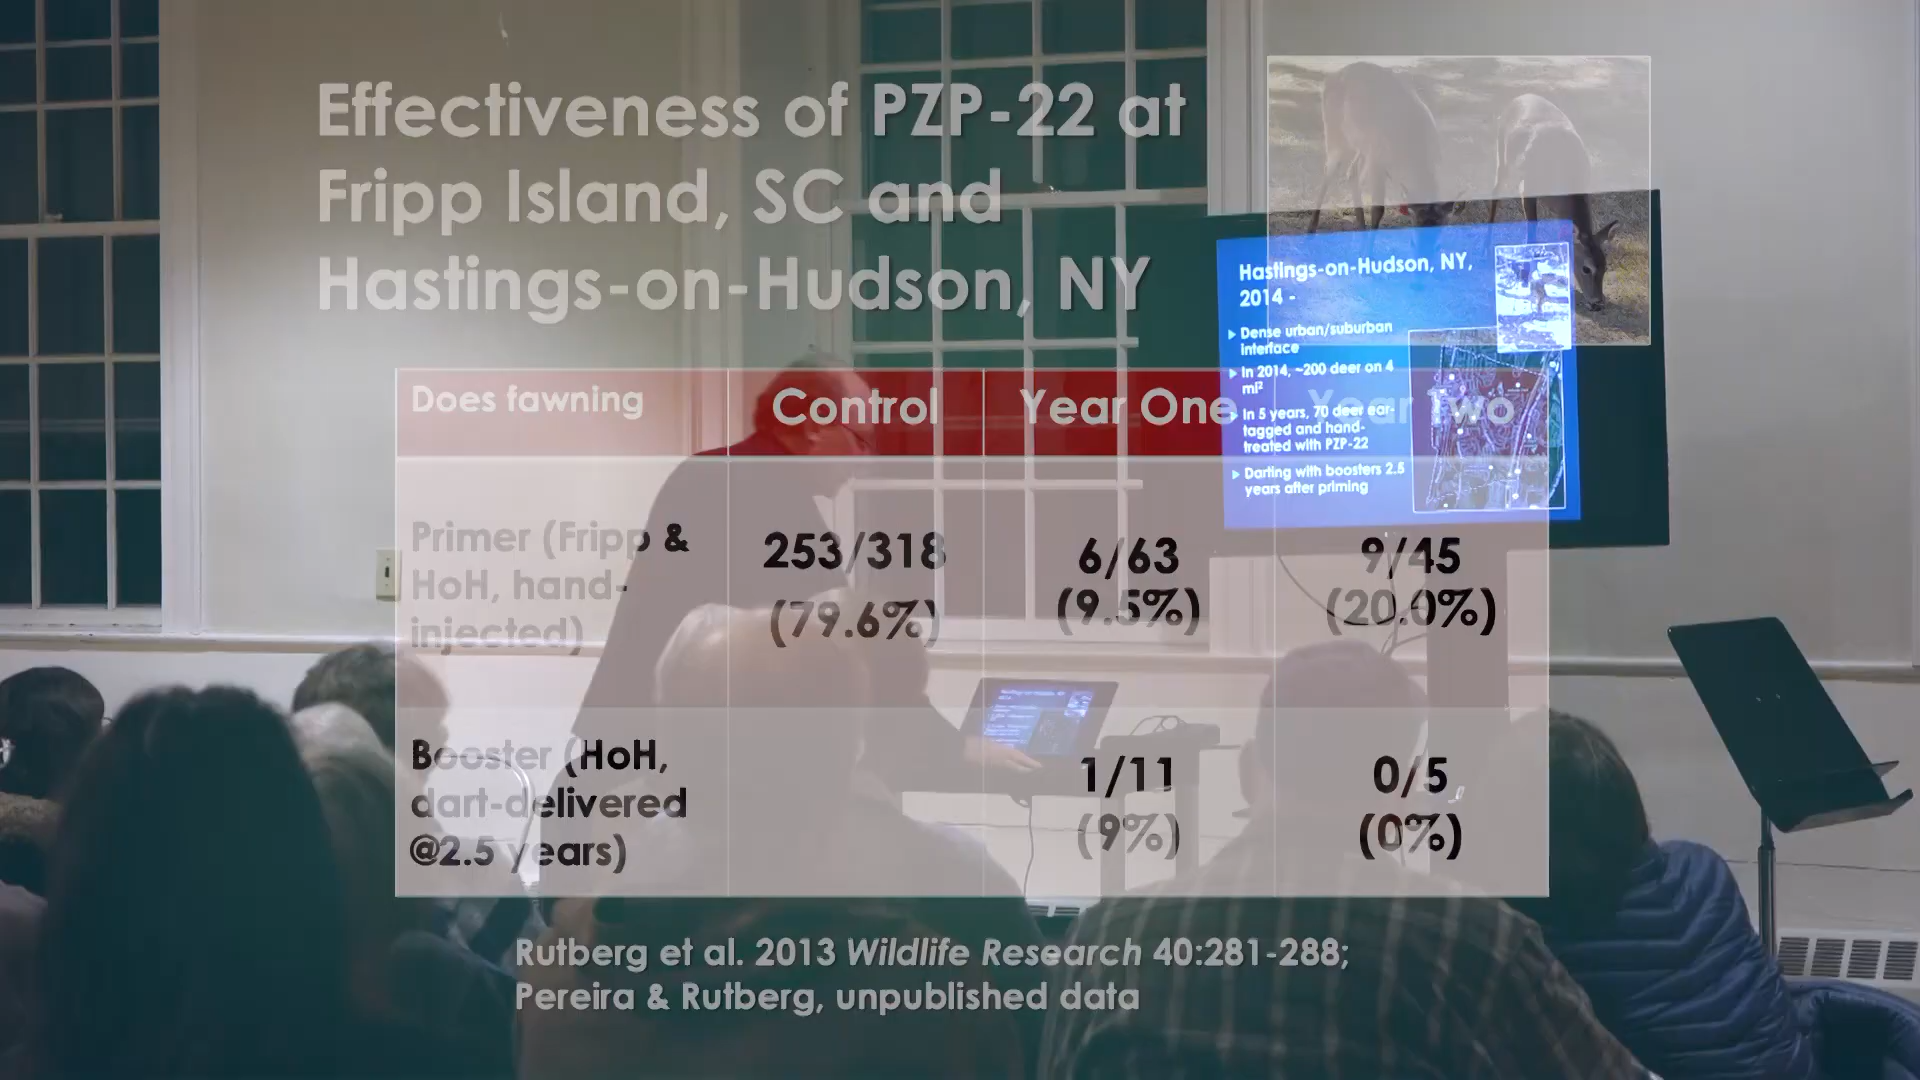 Effectiveness of PZP-22 at
Fripp Island, SC and
Hastings-on-Hudson, NY
Does fawning
Control
Year One
Year Two
Primer (Fripp &
HoH, hand-
injected)
253/318
(79.6%)
6/63
(9.5%)
9/45
(20.0%)
Booster (HoH,
dart-delivered
@2.5 years)
1/11
(9%)
0/5
(0%)
Rutberg et al. 2013 Wildlife Research 40:281-288;
Pereira & Rutberg, unpublished data
Hastings-on-Hudson, NY,
2014 -
Dense urban/suburban
interface
In 2014, ~200 deer on 4
mi²
In 5 years, 70 deer ear-
tagged and hand-
treated with PZP-22
Darting with boosters 2.5
years after priming